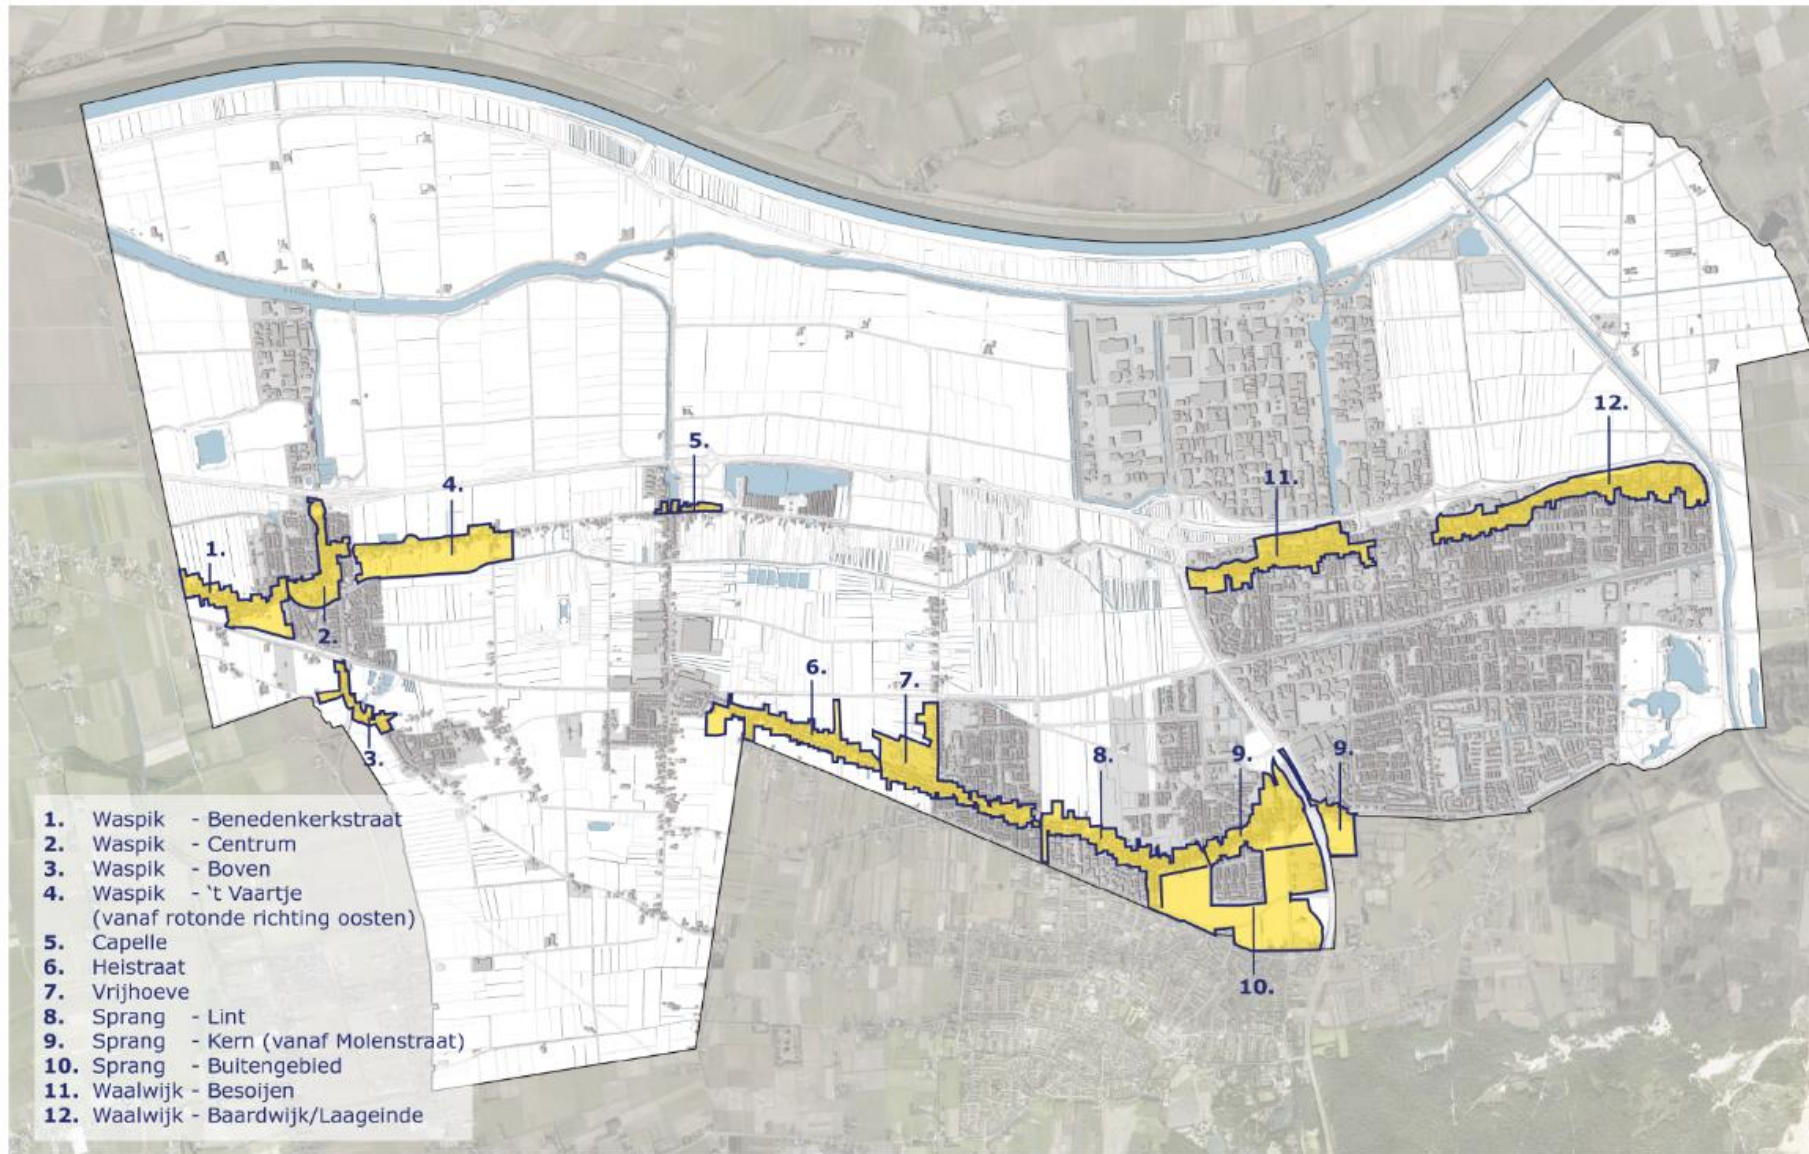 12.
5.
4.
11.
1.
2.
6.
7.
3.
8.
9.
9.
10.
1. Waspik - Benedenkerkstraat
2. Waspik - Centrum
3. Waspik - Boven
4. Waspik - ‘t Vaartje
(vanaf rotonde richting oosten)
5. Capelle
6. Heistraat
7. Vrijhoeve
8. Sprang - Lint
9. Sprang - Kern (vanaf Molenstraat)
10. Sprang - Buitengebied
11. Waalwijk - Besoijen
12. Waalwijk - Baardwijk/Laageinde